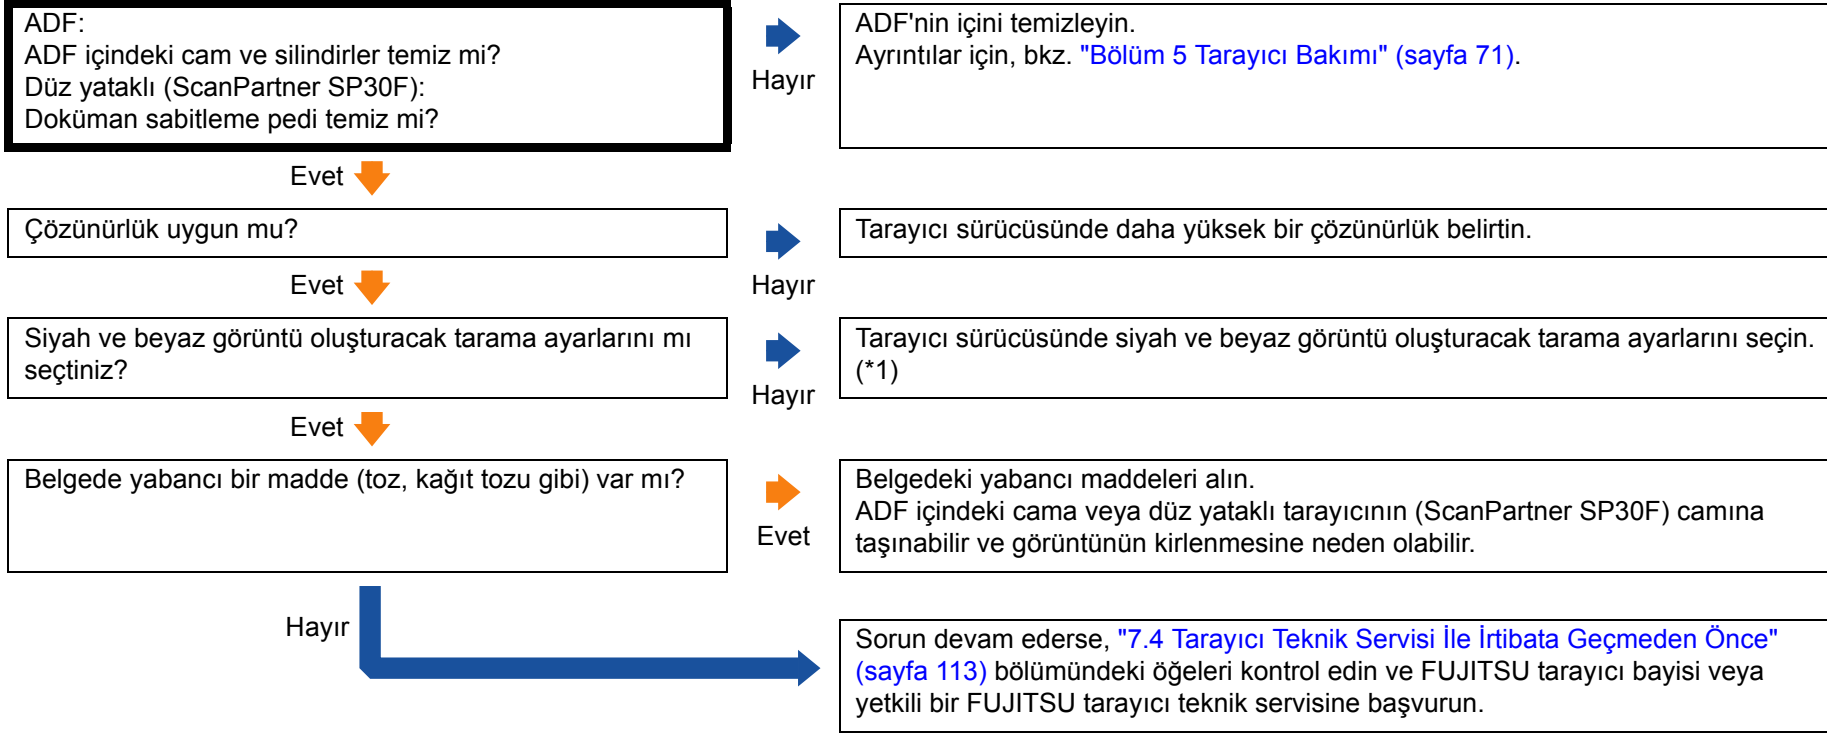 ADF:
ADF içindeki cam ve silindirler temiz mi?
Düz yataklı (ScanPartner SP30F):
Doküman sabitleme pedi temiz mi?
Hayır
ADF'nin içini temizleyin.
Ayrıntılar için, bkz. "Bölüm 5 Tarayıcı Bakımı" (sayfa 71).
Evet
Çözünürlük uygun mu?
Hayır
Tarayıcı sürücüsünde daha yüksek bir çözünürlük belirtin.
Evet
Siyah ve beyaz görüntü oluşturacak tarama ayarlarını mı
seçtiniz?
Hayır
Tarayıcı sürücüsünde siyah ve beyaz görüntü oluşturacak tarama ayarlarını seçin.
(*1)
Evet
Belgede yabancı bir madde (toz, kağıt tozu gibi) var mı?
Evet
Belgedeki yabancı maddeleri alın.
ADF içindeki cama veya düz yataklı tarayıcının (ScanPartner SP30F) camına
taşınabilir ve görüntünün kirlenmesine neden olabilir.
Hayır
Sorun devam ederse, "7.4 Tarayıcı Teknik Servisi İle İrtibata Geçmeden Önce"
(sayfa 113) bölümündeki öğeleri kontrol edin ve FUJITSU tarayıcı bayisi veya
yetkili bir FUJITSU tarayıcı teknik servisine başvurun.